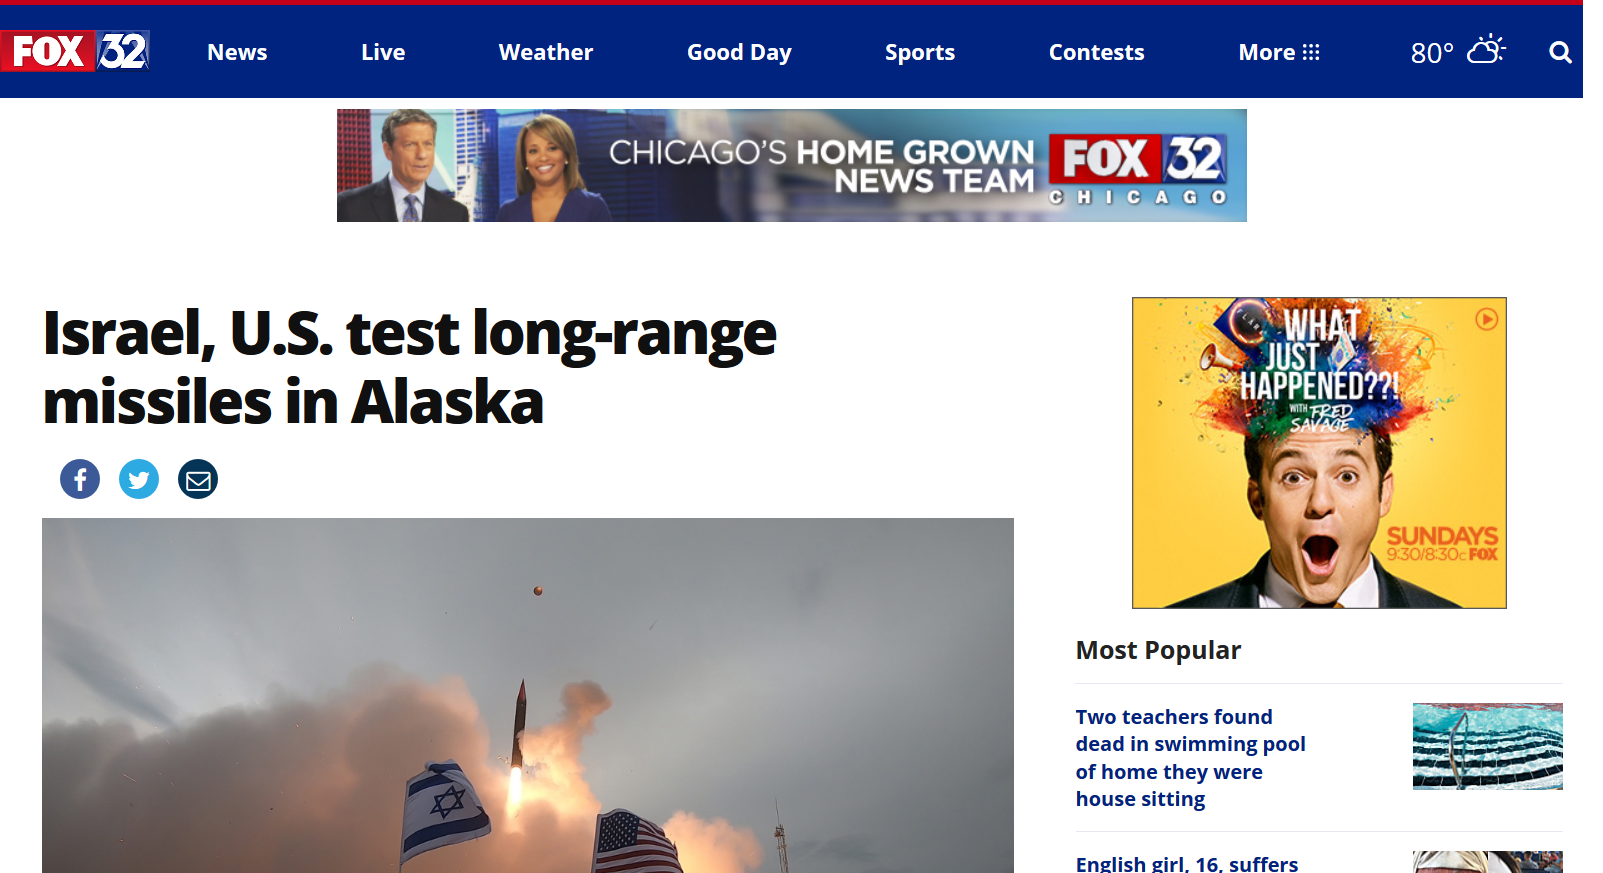 FOX 32
News
Live
Weather
Good Day
Sports
Contests
More
80°
CHICAGO'S HOME GROWN
NEWS TEAM
FOX 32
CHICAGO
Israel, U.S. test long-range
missiles in Alaska
WHAT
JUST
HAPPENED??!
WITH FRED
SAVAGE
SUNDAYS
9:30/8:30c FOX
Most Popular
Two teachers found
dead in swimming pool
of home they were
house sitting
English girl, 16, suffers